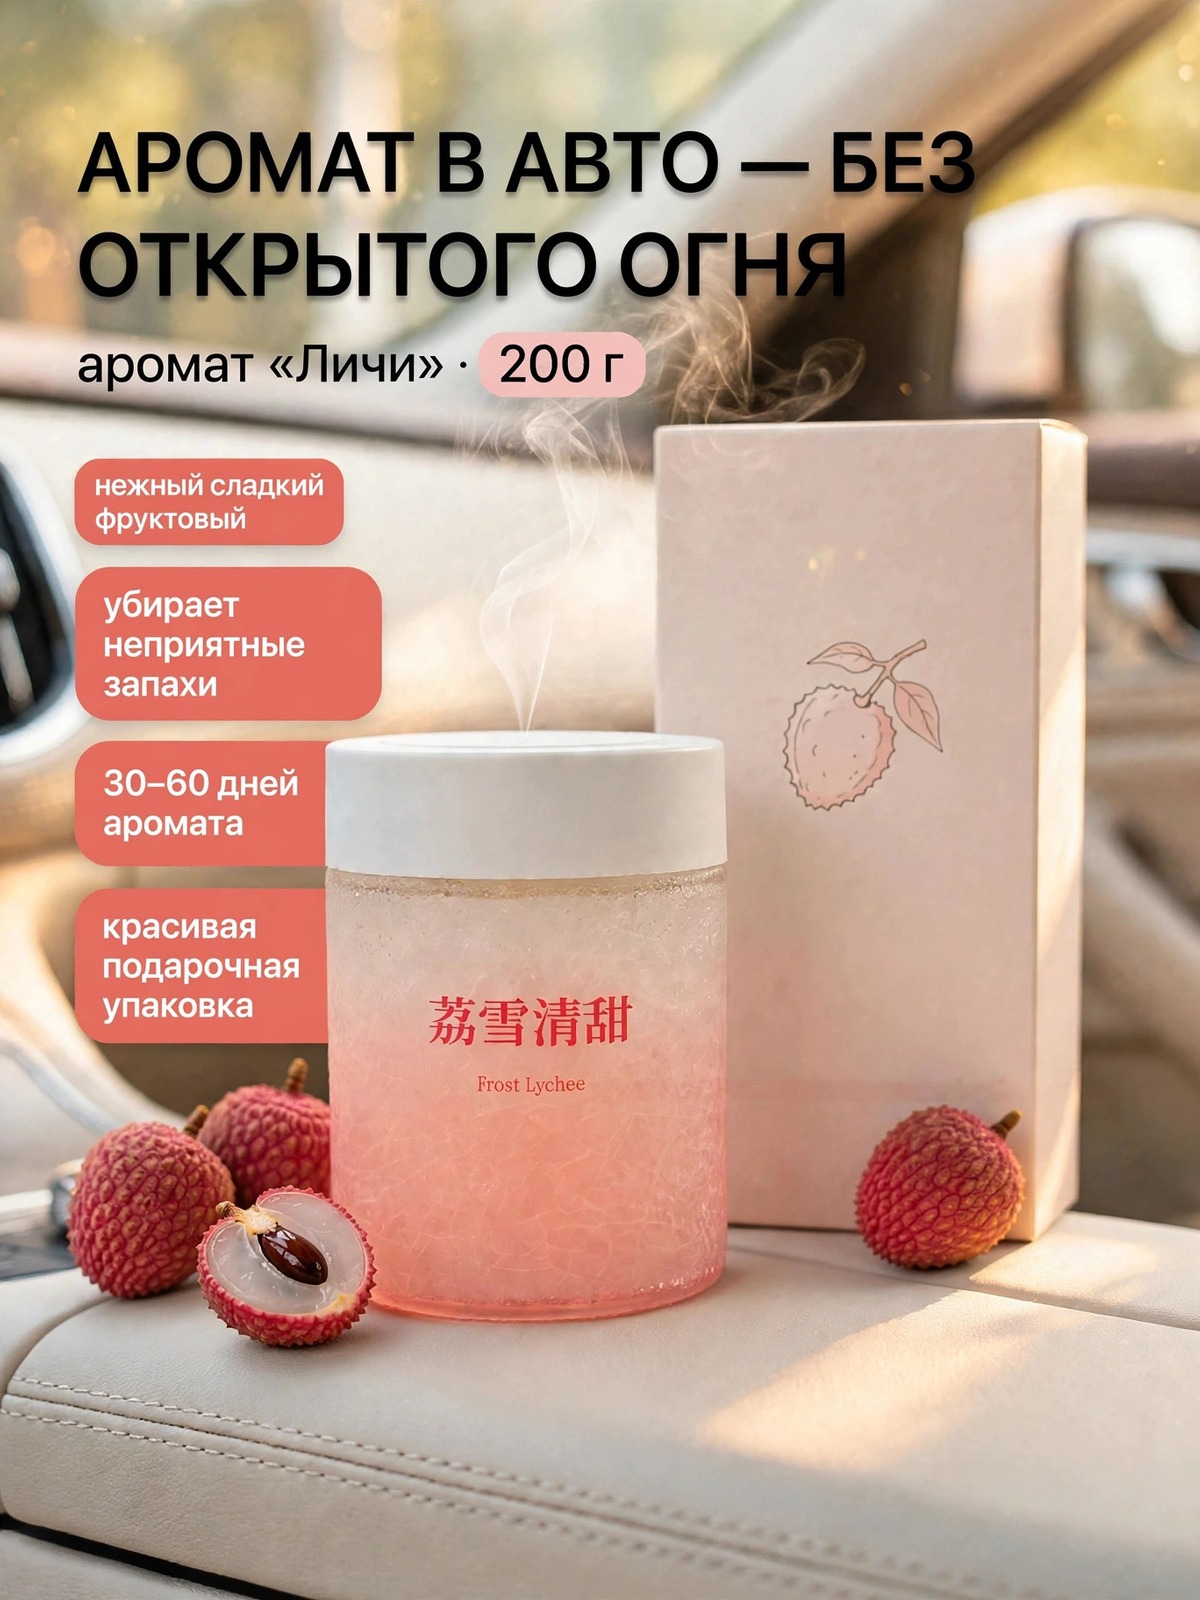 АРОМАТ В АВТО — БЕЗ
ОТКРЫТОГО ОГНЯ
аромат «Личи» · 200 г
нежный сладкий
фруктовый
убирает
неприятные
запахи
30–60 дней
аромата
красивая
подарочная
упаковка
荔雪清甜
Frost Lychee